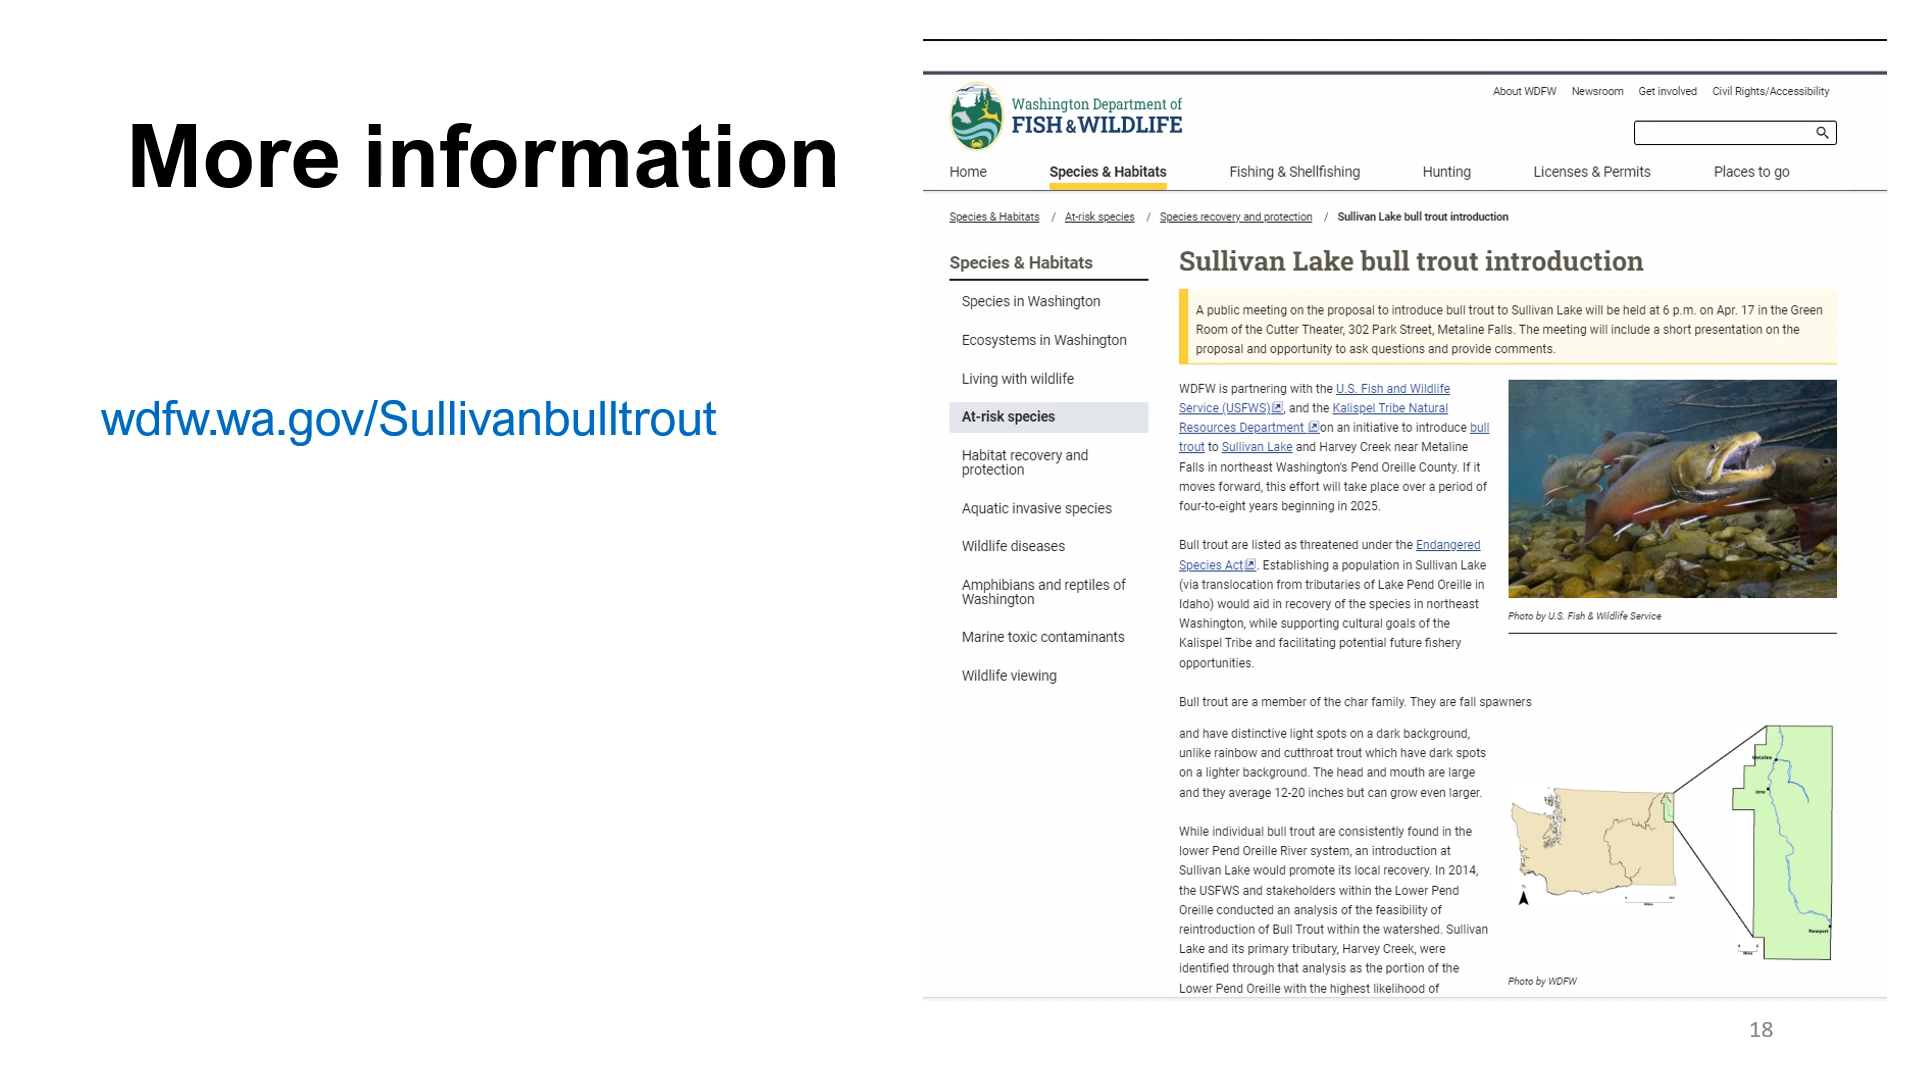 More information
wdfw.wa.gov/Sullivanbulltrout
Washington Department of
FISH & WILDLIFE
About WDFW Newsroom Get involved Civil Rights/Accessibility
Home Species & Habitats Fishing & Shellfishing Hunting Licenses & Permits Places to go
Species & Habitats / At-risk species / Species recovery and protection / Sullivan Lake bull trout introduction
Species & Habitats
Species in Washington
Ecosystems in Washington
Living with wildlife
At-risk species
Habitat recovery and
protection
Aquatic invasive species
Wildlife diseases
Amphibians and reptiles of
Washington
Marine toxic contaminants
Wildlife viewing
Sullivan Lake bull trout introduction
A public meeting on the proposal to introduce bull trout to Sullivan Lake will be held at 6 p.m. on Apr. 17 in the Green
Room of the Cutter Theater, 302 Park Street, Metaline Falls. The meeting will include a short presentation on the
proposal and opportunity to ask questions and provide comments.
WDFW is partnering with the U.S. Fish and Wildlife
Service (USFWS), and the Kalispel Tribe Natural
Resources Department on an initiative to introduce bull
trout to Sullivan Lake and Harvey Creek near Metaline
Falls in northeast Washington's Pend Oreille County. If it
moves forward, this effort will take place over a period of
four-to-eight years beginning in 2025.
Bull trout are listed as threatened under the Endangered
Species Act. Establishing a population in Sullivan Lake
(via translocation from tributaries of Lake Pend Oreille in
Idaho) would aid in recovery of the species in northeast
Washington, while supporting cultural goals of the
Kalispel Tribe and facilitating potential future fishery
opportunities.
Photo by U.S. Fish & Wildlife Service
Bull trout are a member of the char family. They are fall spawners
and have distinctive light spots on a dark background,
unlike rainbow and cutthroat trout which have dark spots
on a lighter background. The head and mouth are large
and they average 12-20 inches but can grow even larger.
While individual bull trout are consistently found in the
lower Pend Oreille River system, an introduction at
Sullivan Lake would promote its local recovery. In 2014,
the USFWS and stakeholders within the Lower Pend
Oreille conducted an analysis of the feasibility of
reintroduction of Bull Trout within the watershed. Sullivan
Lake and its primary tributary, Harvey Creek, were
identified through that analysis as the portion of the
Lower Pend Oreille with the highest likelihood of
Metaline
Ione
Newport
Photo by WDFW
18